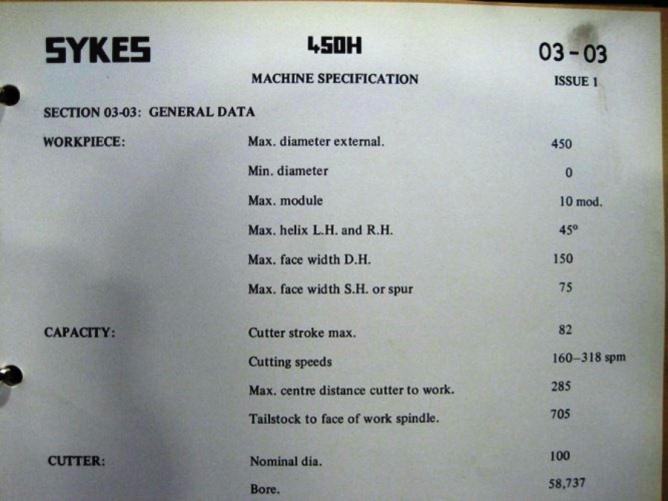 SYKES 450H 03-03
MACHINE SPECIFICATION ISSUE 1
SECTION 03-03: GENERAL DATA
WORKPIECE: Max. diameter external. 450
Min. diameter 0
Max. module 10 mod.
Max. helix L.H. and R.H. 45°
Max. face width D.H. 150
Max. face width S.H. or spur 75
CAPACITY: Cutter stroke max. 82
Cutting speeds 160–318 spm
Max. centre distance cutter to work. 285
Tailstock to face of work spindle. 705
CUTTER: Nominal dia. 100
Bore. 58,737